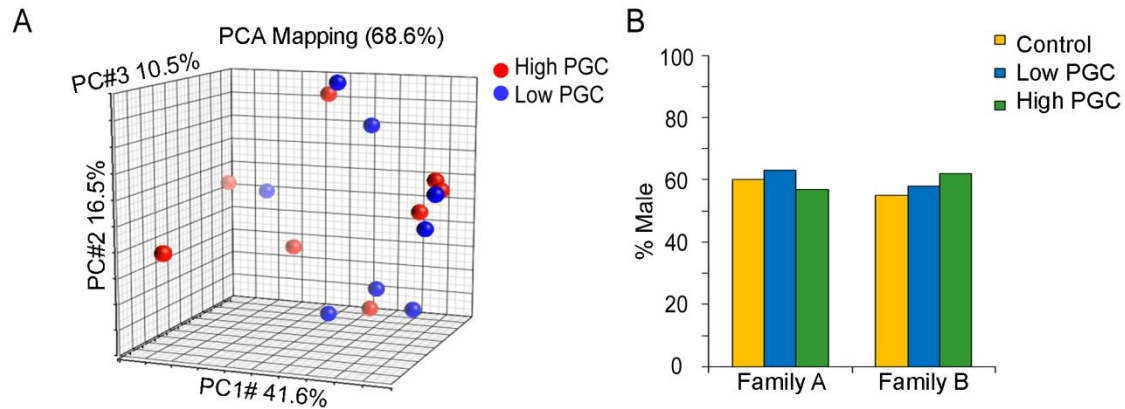 A
PCA Mapping (68.6%)
PC#3 10.5%
PC#2 16.5%
PC1# 41.6%
High PGC
Low PGC
B
% Male
100
80
60
40
20
0
Family A
Family B
Control
Low PGC
High PGC